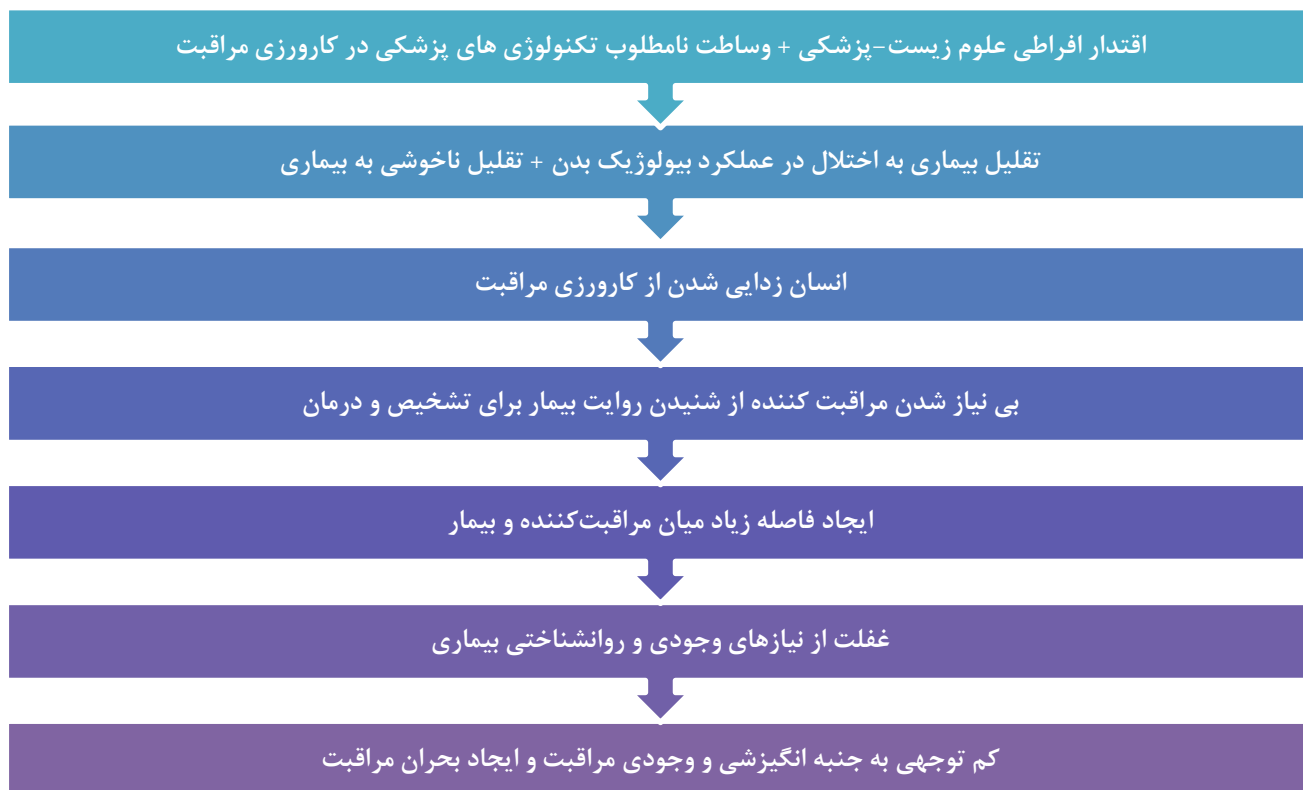 اقتدار افراطی علوم زیست-پزشکی + وساطت نامطلوب تکنولوژی های پزشکی در کارورزی مراقبت
تقلیل بیماری به اختلال در عملکرد بیولوژیک بدن + تقلیل ناخوشی به بیماری
انسان زدایی شدن از کارورزی مراقبت
بی نیاز شدن مراقبت کننده از شنیدن روایت بیمار برای تشخیص و درمان
ایجاد فاصله زیاد میان مراقبت‌کننده و بیمار
غفلت از نیازهای وجودی و روانشناختی بیماری
کم توجهی به جنبه انگیزشی و وجودی مراقبت و ایجاد بحران مراقبت